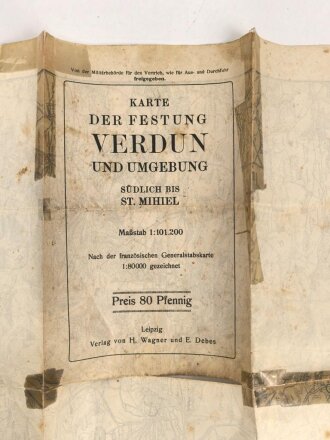 Von der Militärbehörde für den Vertrieb, wie für Aus- und Durchfuhr
freigegeben.
KARTE
DER FESTUNG
VERDUN
UND UMGEBUNG
SÜDLICH BIS
ST. MIHIEL
Maßstab 1:101.200
Nach der französischen Generalstabskarte
1:80000 gezeichnet
Preis 80 Pfennig
Leipzig
Verlag von H. Wagner und E. Debes